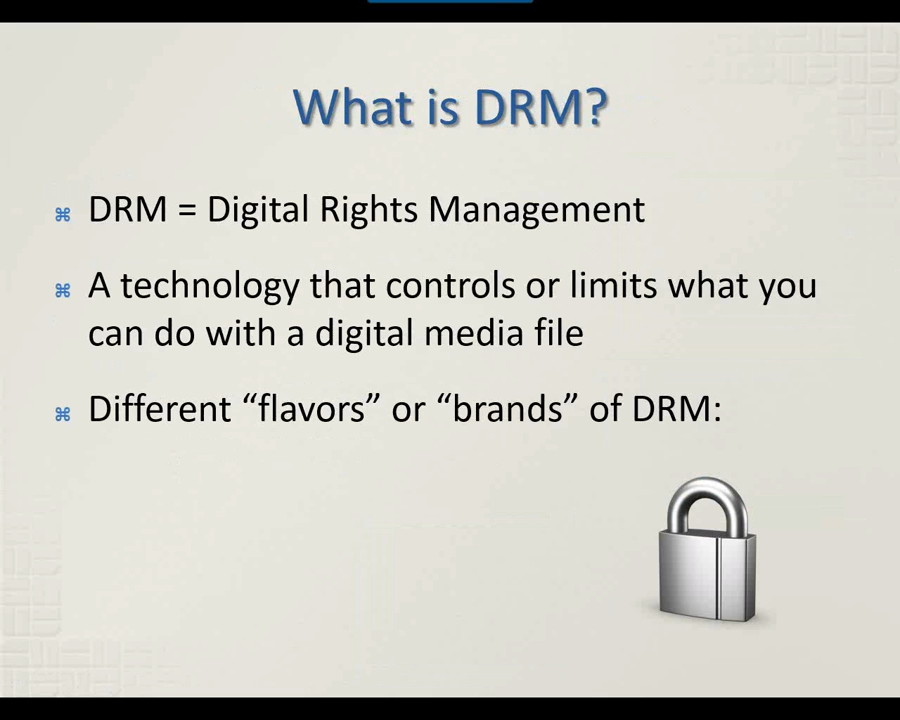 What is DRM?
⌘ DRM = Digital Rights Management
⌘ A technology that controls or limits what you
can do with a digital media file
⌘ Different “flavors” or “brands” of DRM: